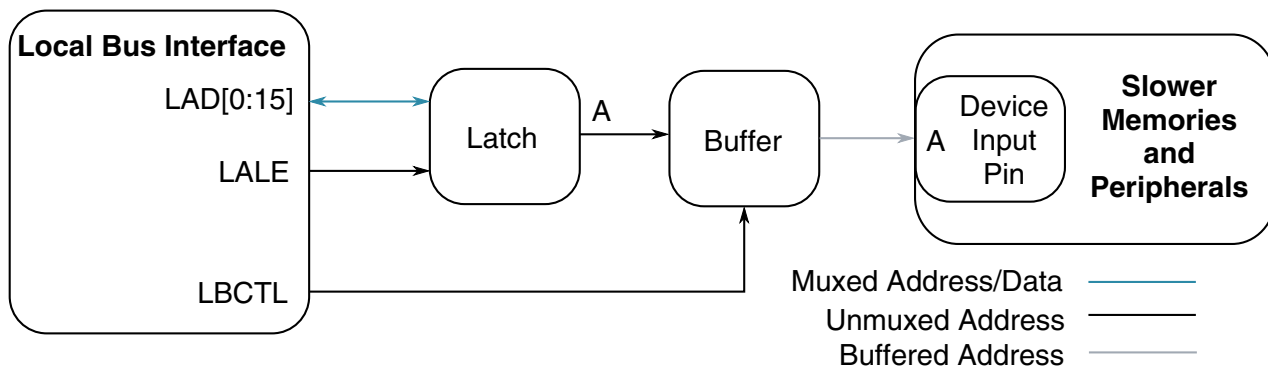 Local Bus Interface
LAD[0:15]
LALE
LBCTL
Latch
A
Buffer
A
Device
Input
Pin
Slower
Memories
and
Peripherals
Muxed Address/Data
Unmuxed Address
Buffered Address